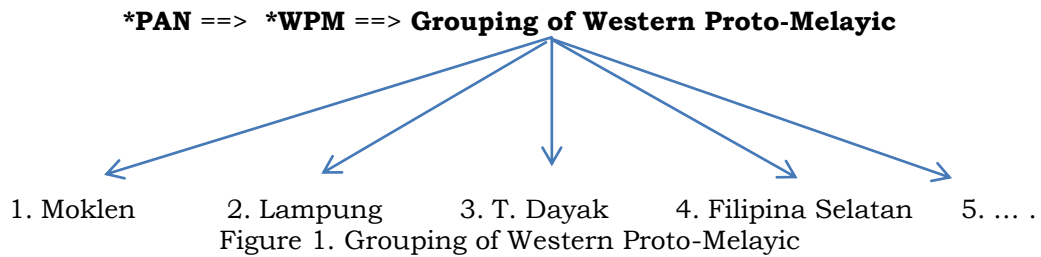 *PAN ==> *WPM ==> Grouping of Western Proto-Melayic
1. Moklen 2. Lampung 3. T. Dayak 4. Filipina Selatan 5. ... .
Figure 1. Grouping of Western Proto-Melayic